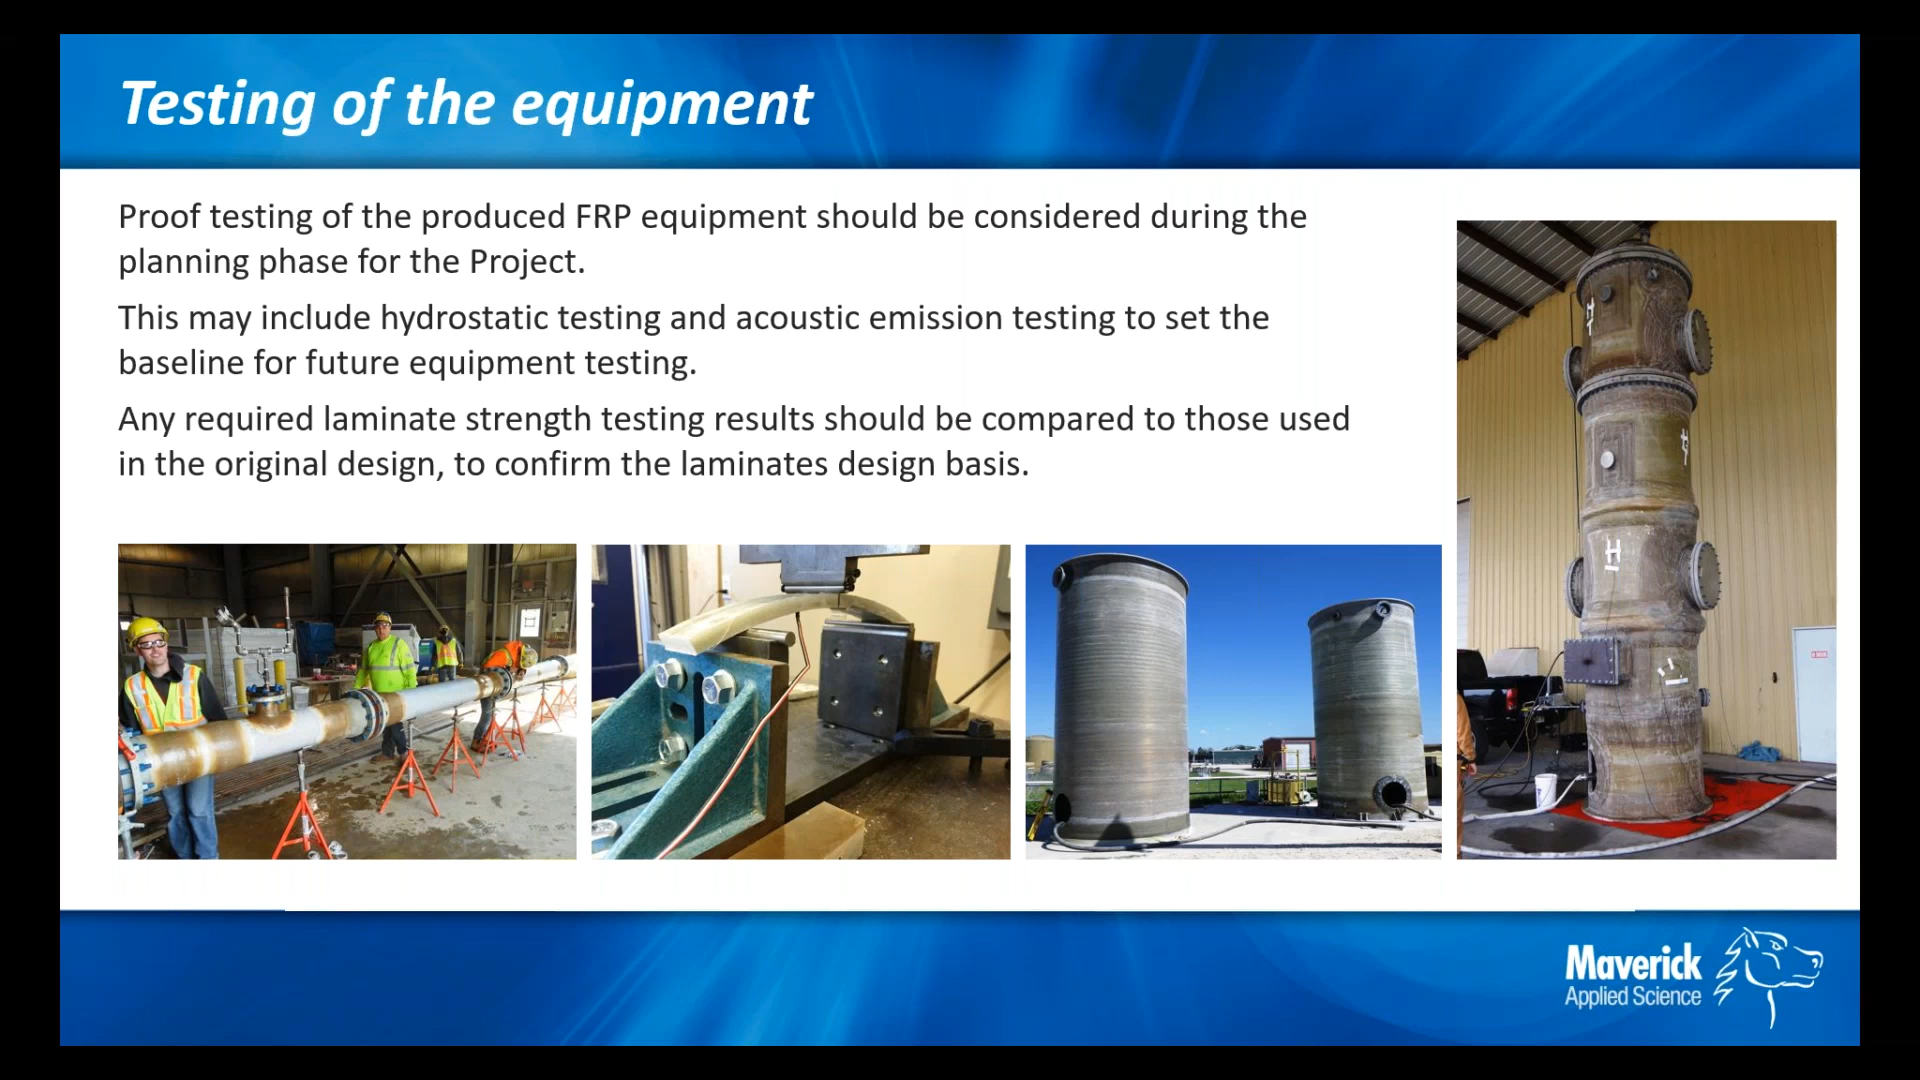 Testing of the equipment
Proof testing of the produced FRP equipment should be considered during the
planning phase for the Project.
This may include hydrostatic testing and acoustic emission testing to set the
baseline for future equipment testing.
Any required laminate strength testing results should be compared to those used
in the original design, to confirm the laminates design basis.
H
H
Maverick
Applied Science